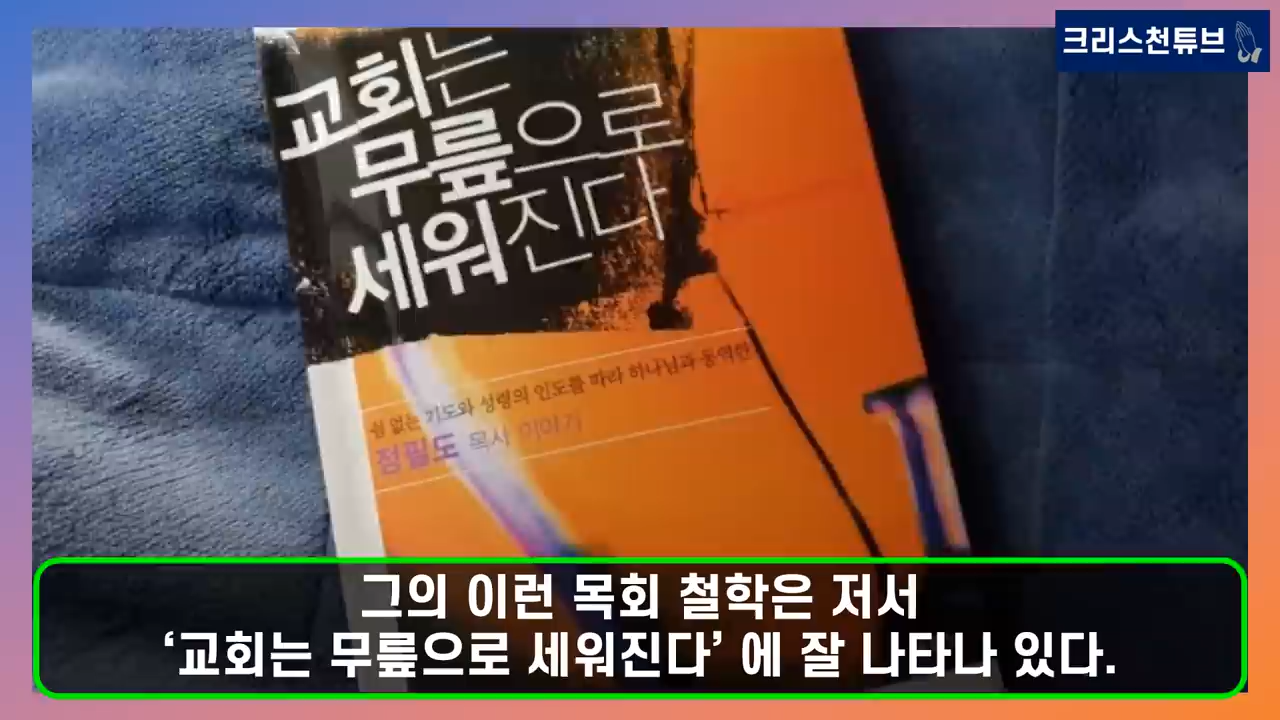 크리스천튜브
교회는
무릎으로
세워진다
쉼 없는 기도와 성령의 인도를 따라 하나님과 동역한
정필도 목사 이야기
그의 이런 목회 철학은 저서
‘교회는 무릎으로 세워진다’ 에 잘 나타나 있다.